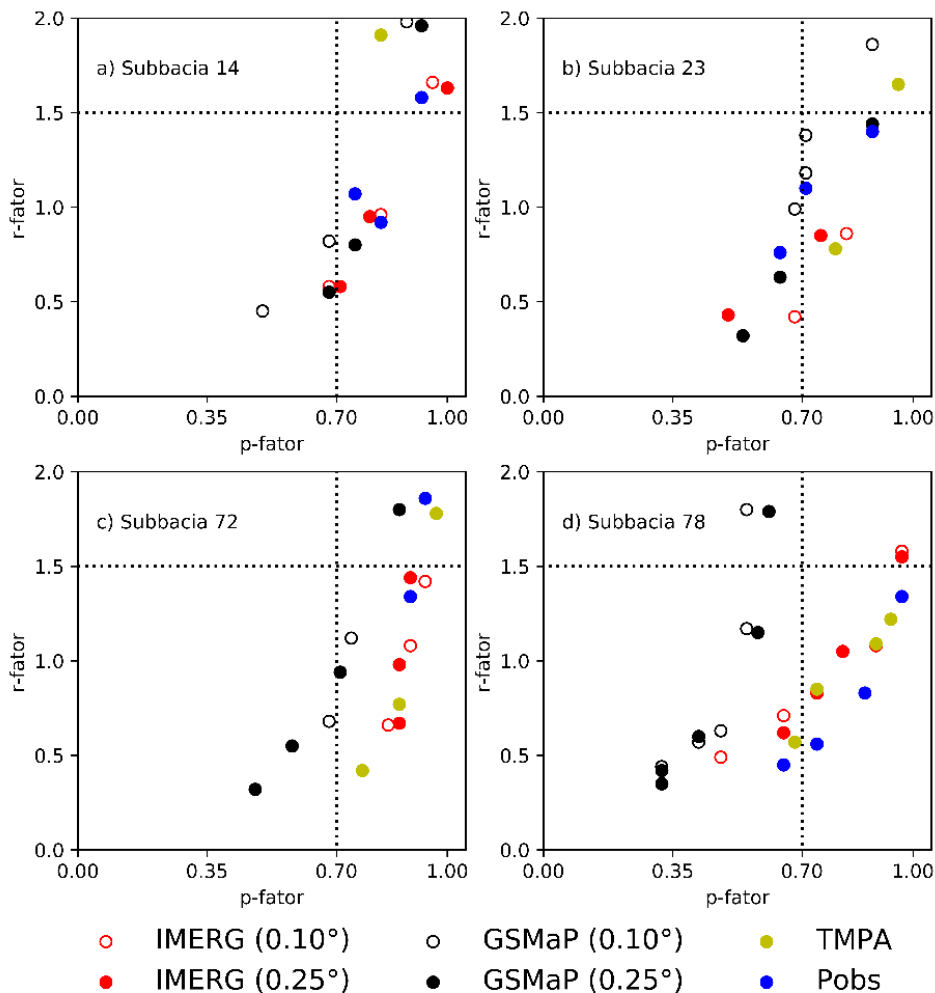 2.0
a) Subbacia 14
1.5
r-fator
1.0
0.5
0.0
0.00 0.35 0.70 1.00
p-fator
2.0
b) Subbacia 23
1.5
r-fator
1.0
0.5
0.0
0.00 0.35 0.70 1.00
p-fator
2.0
c) Subbacia 72
1.5
r-fator
1.0
0.5
0.0
0.00 0.35 0.70 1.00
p-fator
2.0
d) Subbacia 78
1.5
r-fator
1.0
0.5
0.0
0.00 0.35 0.70 1.00
p-fator
IMERG (0.10°) GSMaP (0.10°) TMPA
IMERG (0.25°) GSMaP (0.25°) Pobs